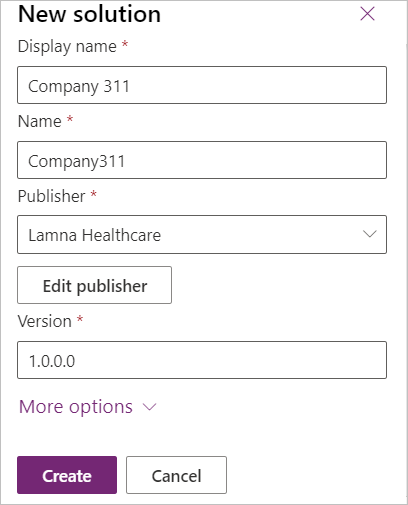 New solution
Display name *
Company 311
Name *
Company311
Publisher *
Lamna Healthcare
Edit publisher
Version *
1.0.0.0
More options
Create Cancel